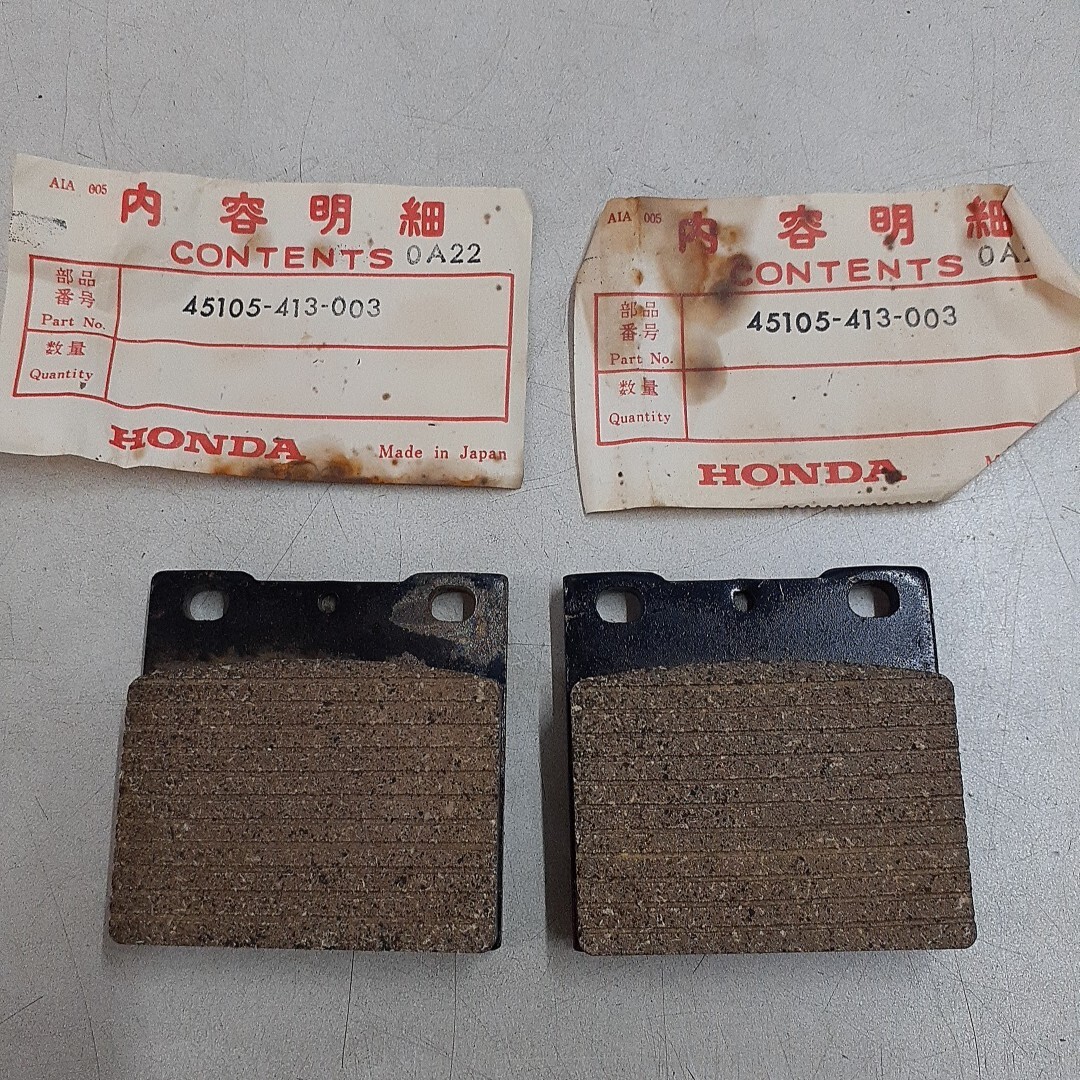 AIA 005
内容明細
CONTENTS 0A22
部品
番号
Part No.
45105-413-003
数量
Quantity
HONDA
Made in Japan
AIA 005
内容明細
CONTENTS
部品
番号
Part No.
45105-413-003
数量
Quantity
HONDA